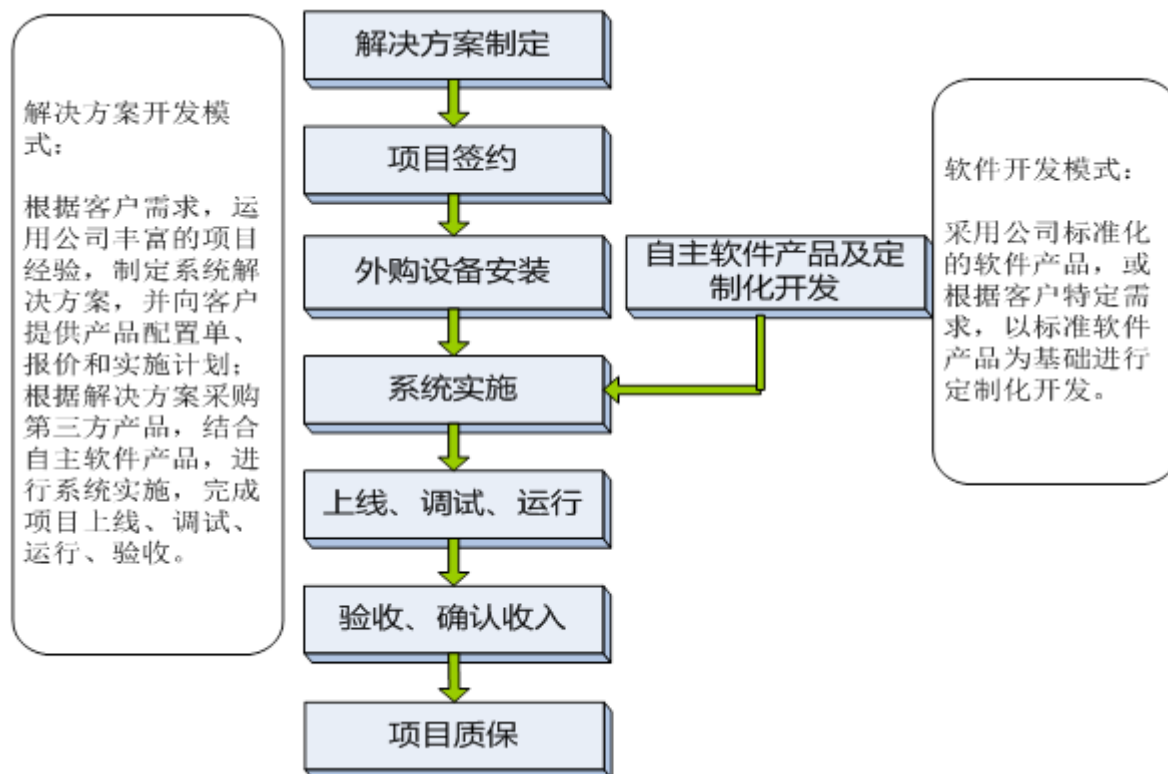 解决方案开发模
式：
根据客户需求，运
用公司丰富的项目
经验，制定系统解
决方案，并向客户
提供产品配置单、
报价和实施计划；
根据解决方案采购
第三方产品，结合
自主软件产品，进
行系统实施，完成
项目上线、调试、
运行、验收。
解决方案制定
项目签约
外购设备安装
系统实施
上线、调试、运行
验收、确认收入
项目质保
自主软件产品及定
制化开发
软件开发模式：
采用公司标准化
的软件产品，或
根据客户特定需
求，以标准软件
产品为基础进行
定制化开发。